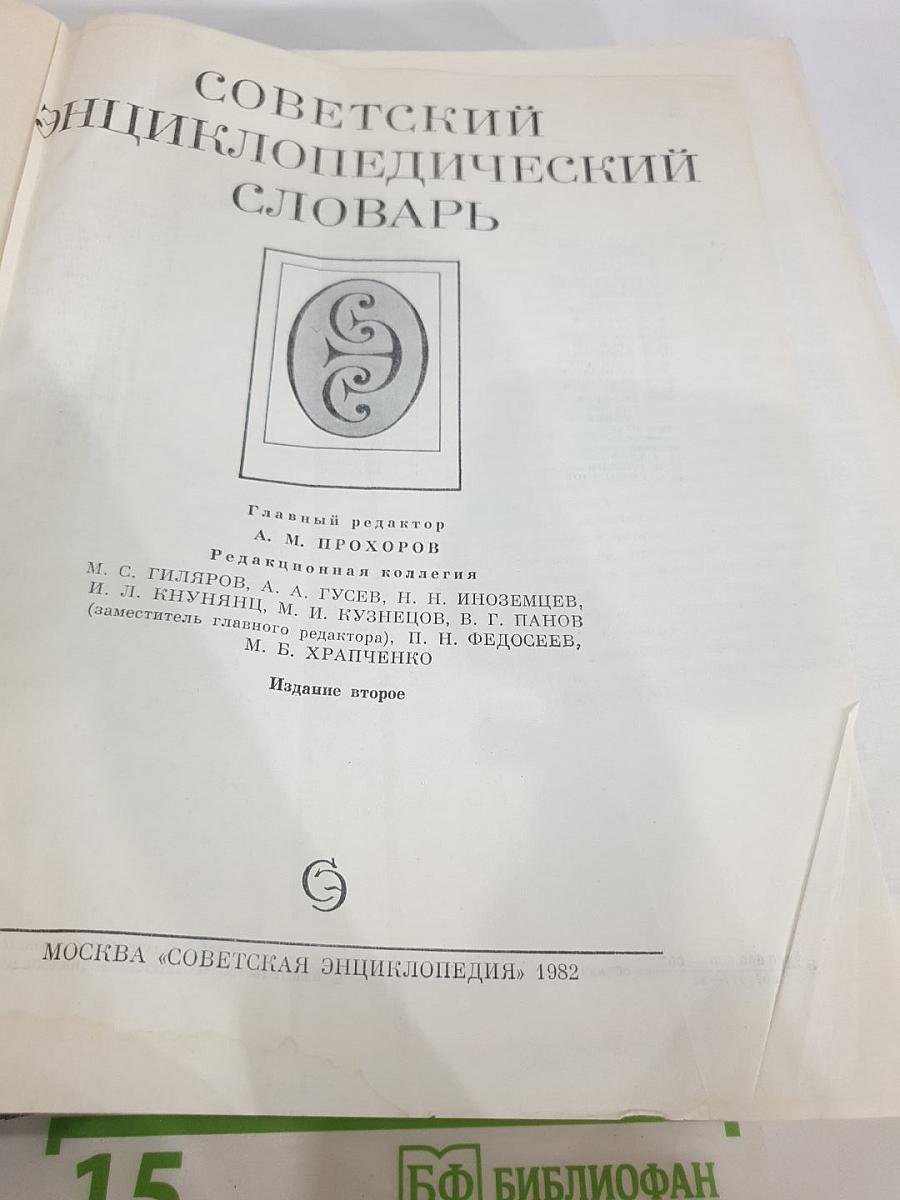 СОВЕТСКИЙ
ЭНЦИКЛОПЕДИЧЕСКИЙ
СЛОВАРЬ
Главный редактор
А. М. ПРОХОРОВ
Редакционная коллегия
М. С. ГИЛЯРОВ, А. А. ГУСЕВ, Н. Н. ИНОЗЕМЦЕВ,
И. Л. КНУНЯНЦ, М. И. КУЗНЕЦОВ, В. Г. ПАНОВ
(заместитель главного редактора), П. Н. ФЕДОСЕЕВ,
М. Б. ХРАПЧЕНКО
Издание второе
МОСКВА «СОВЕТСКАЯ ЭНЦИКЛОПЕДИЯ» 1982
15
БФ БИБЛИОФАН